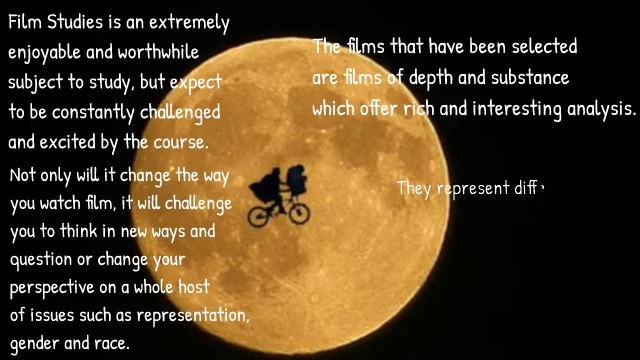 Film Studies is an extremely
enjoyable and worthwhile
subject to study, but expect
to be constantly challenged
and excited by the course.
Not only will it change the way
you watch film, it will challenge
you to think in new ways and
question or change your
perspective on a whole host
of issues such as representation,
gender and race.
The films that have been selected
are films of depth and substance
which offer rich and interesting analysis.
They represent diff